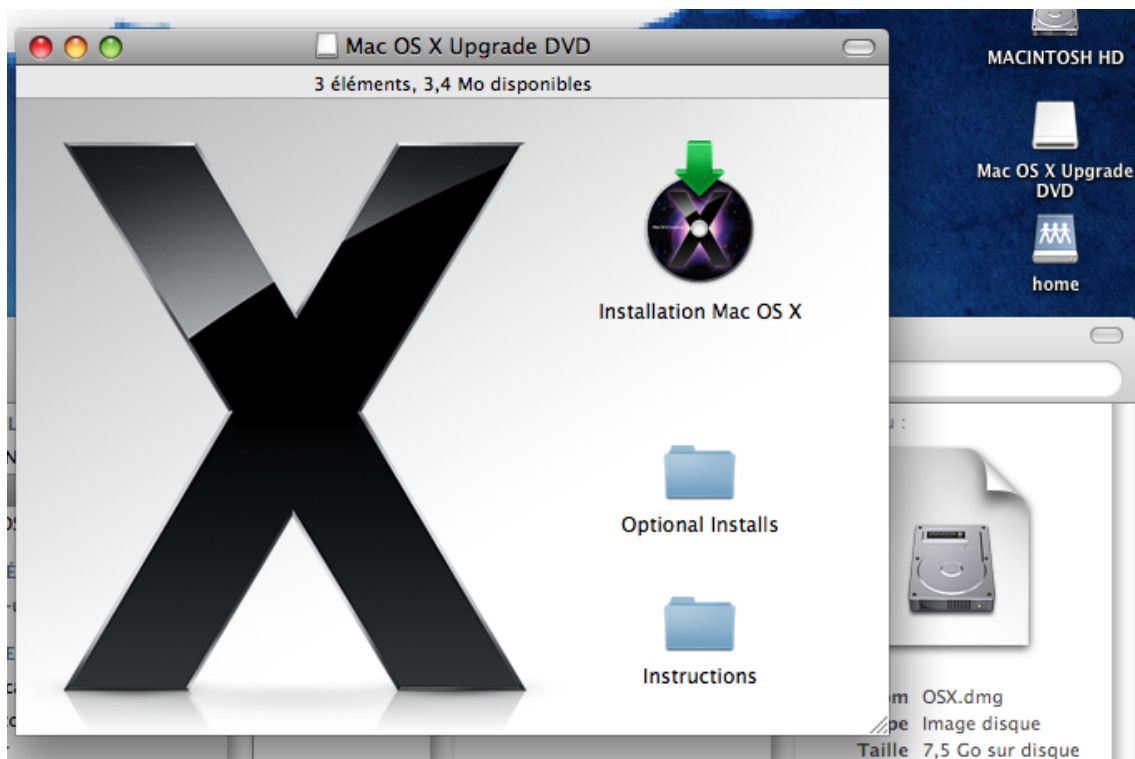 Mac OS X Upgrade DVD
3 éléments, 3,4 Mo disponibles
Installation Mac OS X
Optional Installs
Instructions
MACINTOSH HD
Mac OS X Upgrade
DVD
home
OSX.dmg
Image disque
Taille 7,5 Go sur disque